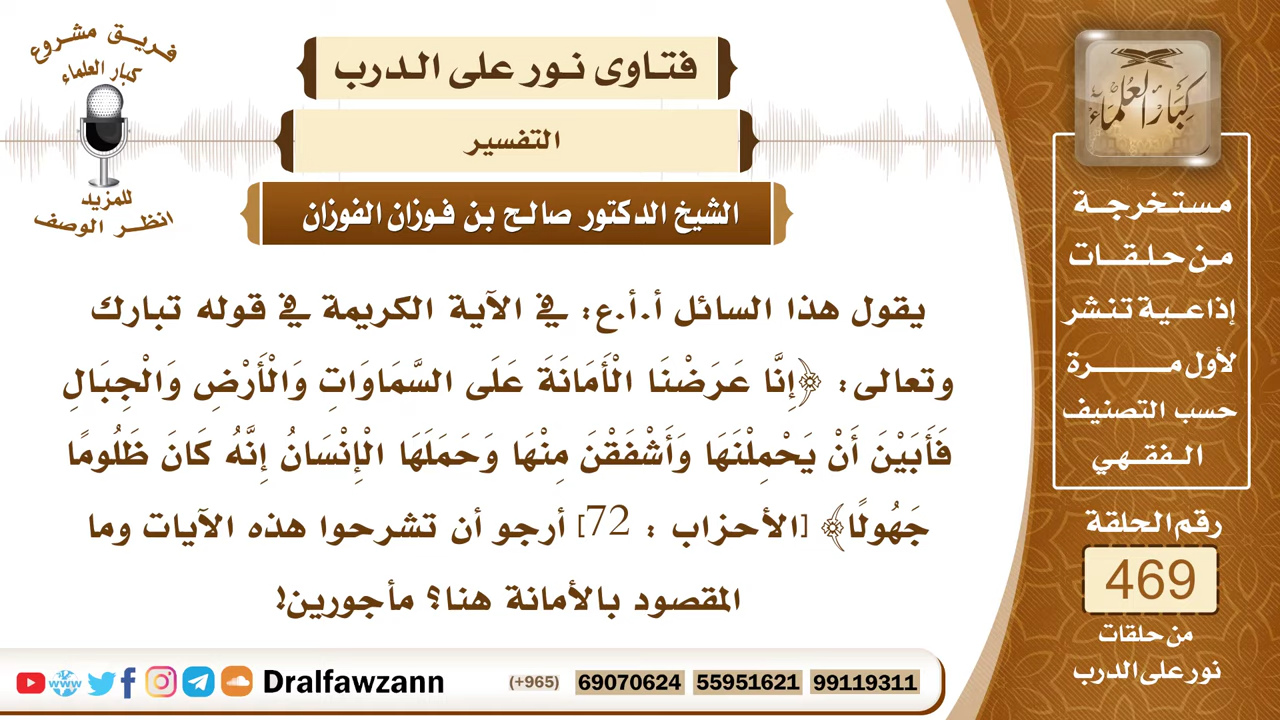 فريق مشروع
كبار العلماء
للمزيد
انظر الوصف
فتاوى نور على الدرب
التفسير
الشيخ الدكتور صالح بن فوزان الفوزان
يقول هذا السائل أ.أ.ع: في الآية الكريمة في قوله تبارك
وتعالى: ﴿إِنَّا عَرَضْنَا الْأَمَانَةَ عَلَى السَّمَاوَاتِ وَالْأَرْضِ وَالْجِبَالِ
فَأَبَيْنَ أَنْ يَحْمِلْنَهَا وَأَشْفَقْنَ مِنْهَا وَحَمَلَهَا الْإِنْسَانُ إِنَّهُ كَانَ ظَلُومًا
جَهُولًا﴾ [الأحزاب : 72] أرجو أن تشرحوا هذه الآيات وما
المقصود بالأمانة هنا؟ مأجورين!
كبار العلماء
مستخرجة
من حلقات
إذاعية تنشر
لأول مرة
حسب التصنيف
الفقهي
رقم الحلقة
469
من حلقات
نور على الدرب
www
Dralfawzann
(+965) 69070624 55951621 99119311